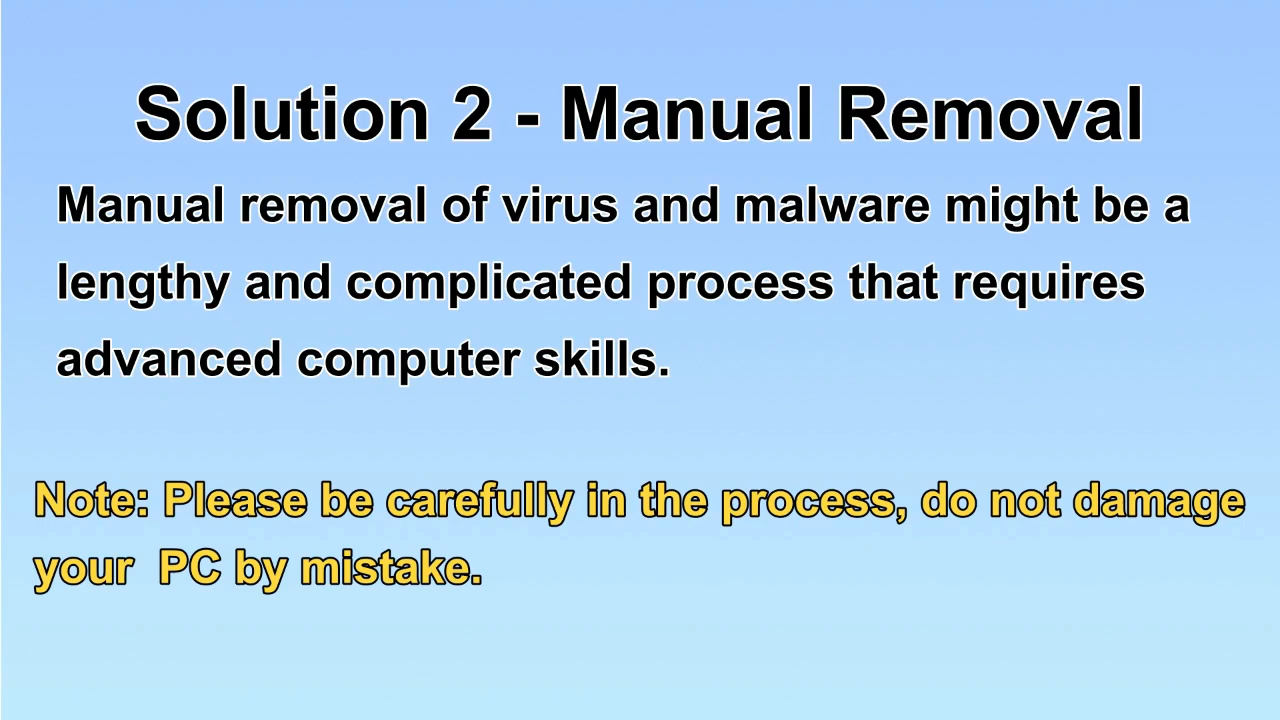 Solution 2 - Manual Removal
Manual removal of virus and malware might be a
lengthy and complicated process that requires
advanced computer skills.
Note: Please be carefully in the process, do not damage
your  PC by mistake.